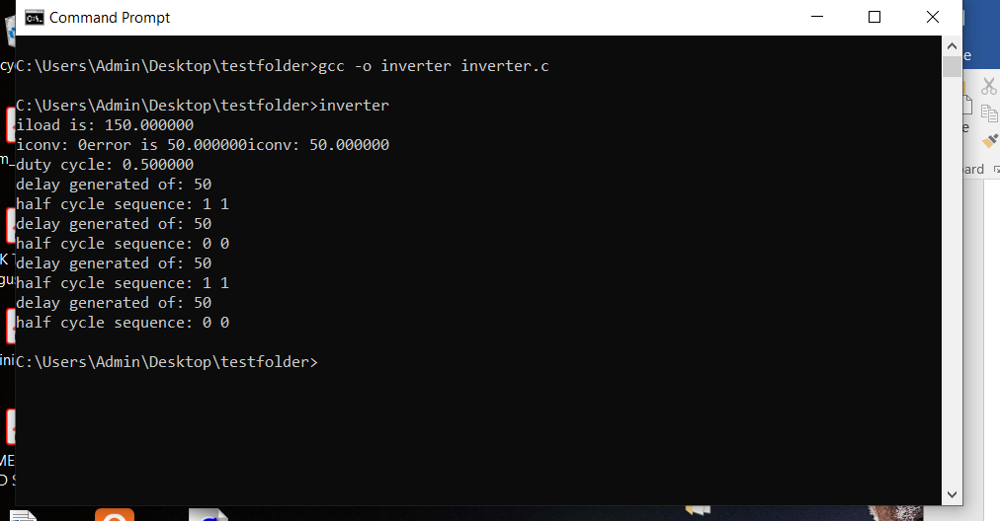 Command Prompt
C:\Users\Admin\Desktop\testfolder>gcc -o inverter inverter.c
C:\Users\Admin\Desktop\testfolder>inverter
iload is: 150.000000
iconv: 0error is 50.000000iconv: 50.000000
duty cycle: 0.500000
delay generated of: 50
half cycle sequence: 1 1
delay generated of: 50
half cycle sequence: 0 0
delay generated of: 50
half cycle sequence: 1 1
delay generated of: 50
half cycle sequence: 0 0
C:\Users\Admin\Desktop\testfolder>